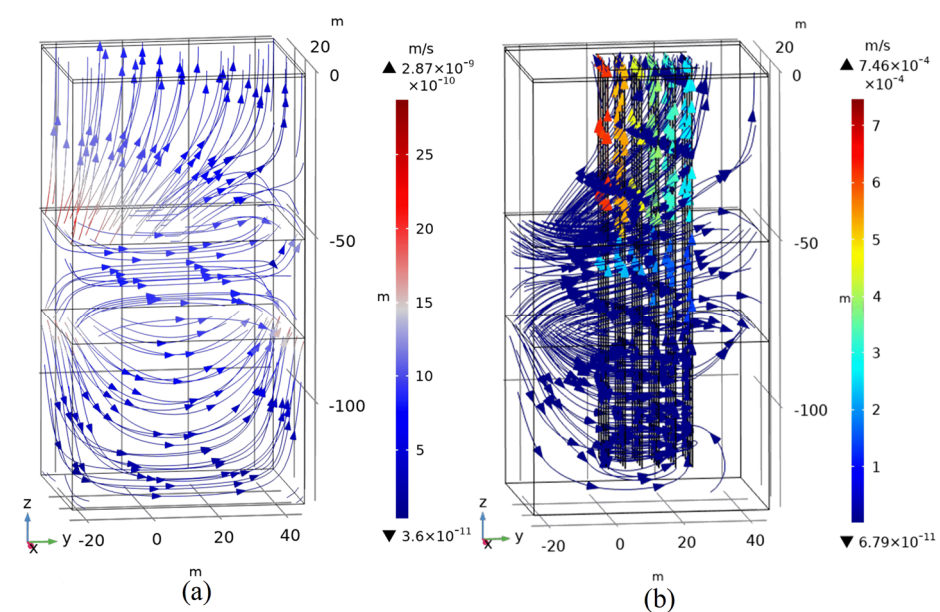 m
20
0
-50
m
-100
z
y
x
-20
0
20
40
m
m/s
▲ 2.87×10⁻⁹
×10⁻¹⁰
25
20
15
10
5
▼ 3.6×10⁻¹¹
(a)
m
20
0
-50
m
-100
z
y
x
-20
0
20
40
m
m/s
▲ 7.46×10⁻⁴
×10⁻⁴
7
6
5
4
3
2
1
▼ 6.79×10⁻¹¹
(b)